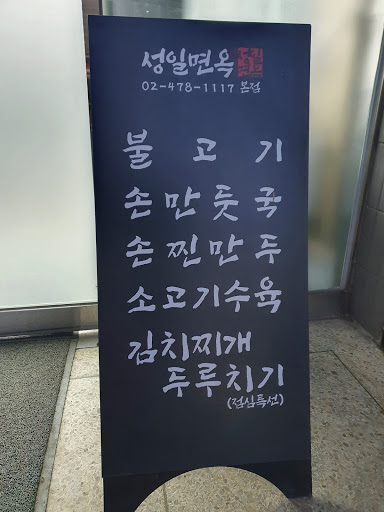 성일면옥
02-478-1117 본점
불고기
손만둣국
손찐만두
소고기수육
김치찌개
두루치기
(점심특선)